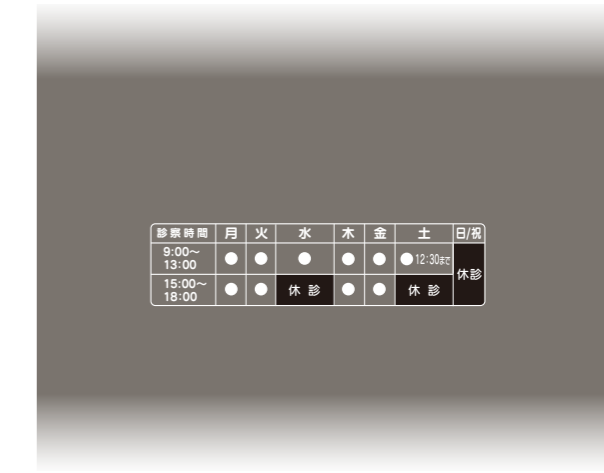 診察時間 月 火 水 木 金 土 日/祝
9:00〜13:00 ● ● ● ● ● ●12:30まで 休診
15:00〜18:00 ● ● 休診 ● ● 休診